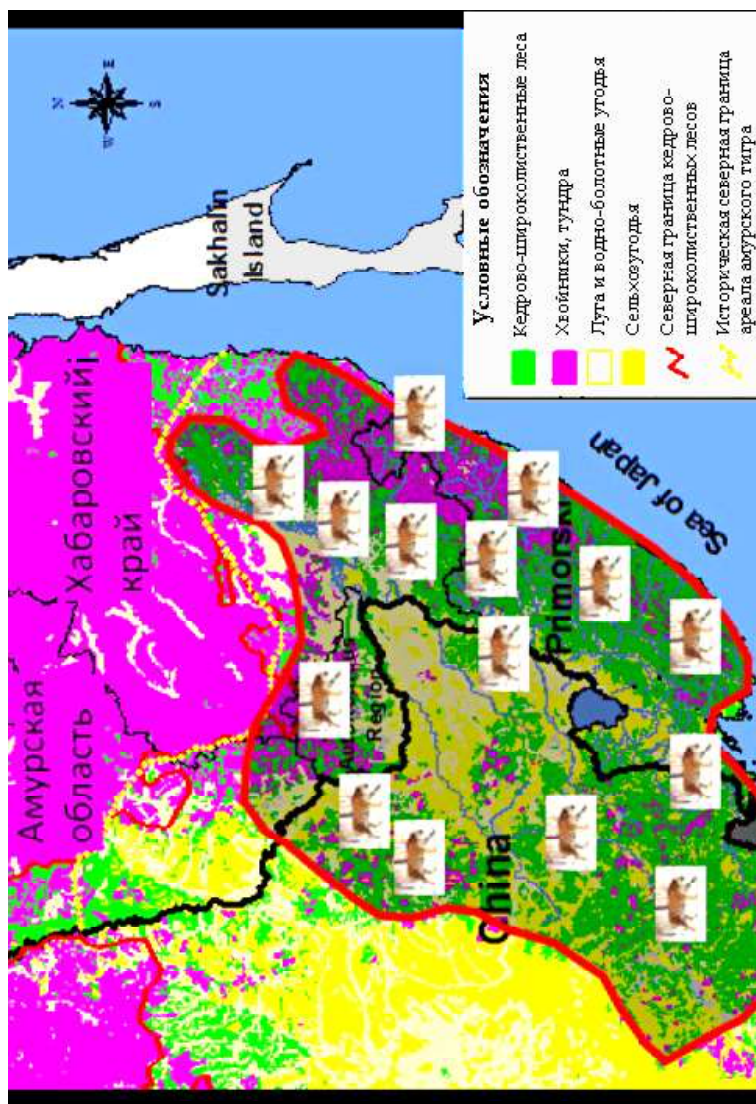 N
W
E
S
Амурская
область
Хабаровский
край
Sakhalin
Island
Region
China
Primorski
Sea of Japan
Условные обозначения
Кедрово-широколиственные леса
Хвойники, тундра
Луга и водно-болотные угодья
Сельхозугодья
Северная граница кедрово-
широколиственных лесов
Историческая северная граница
ареала амурского тигра